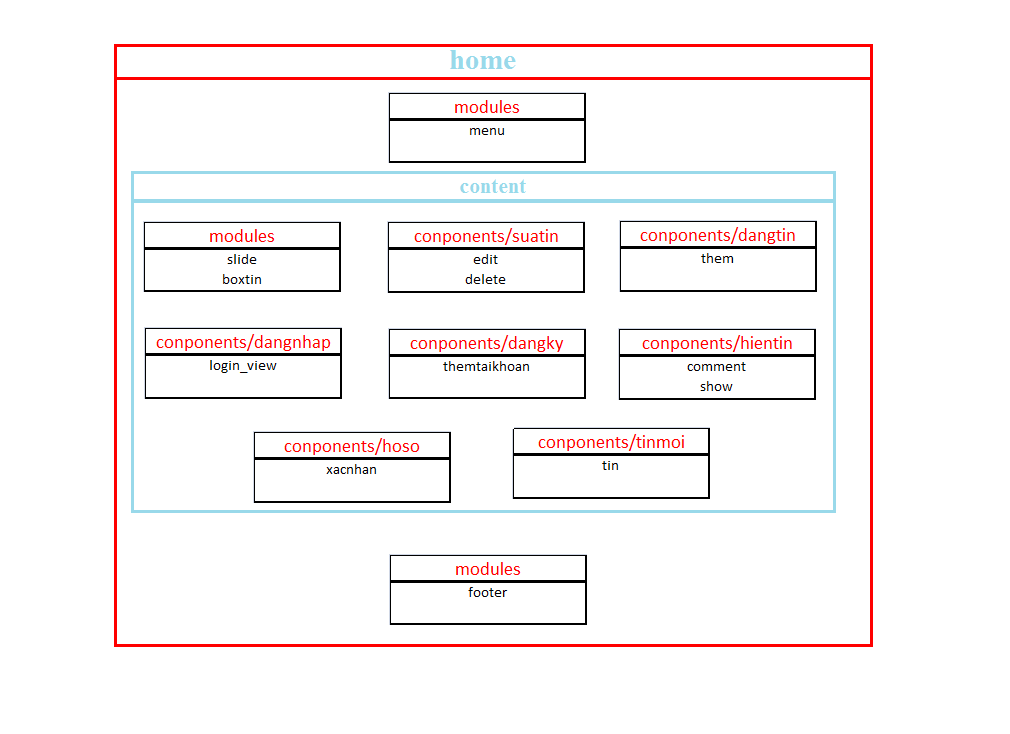 home
modules
menu
content
modules
slide
boxtin
conponents/suatin
edit
delete
conponents/dangtin
them
conponents/dangnhap
login_view
conponents/dangky
themtaikhoan
conponents/hientin
comment
show
conponents/hoso
xacnhan
conponents/tinmoi
tin
modules
footer